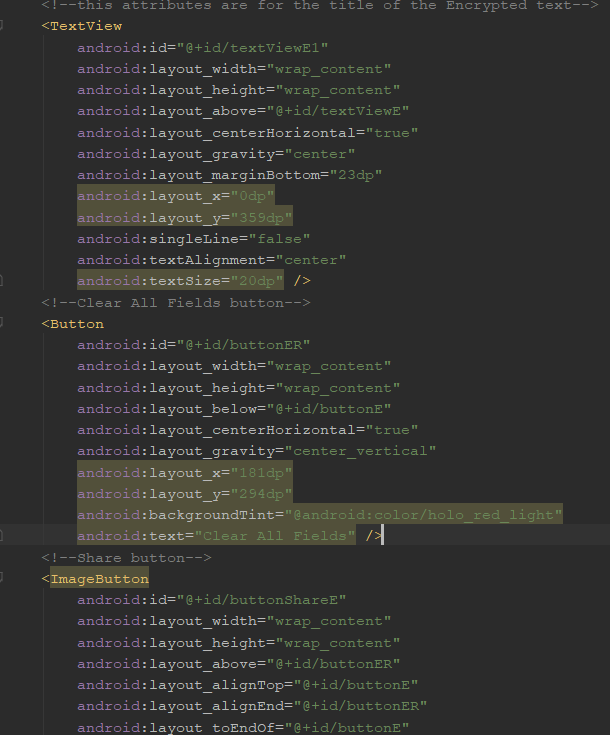 <!--this attributes are for the title of the Encrypted text-->
<TextView
android:id="@+id/textViewE1"
android:layout_width="wrap_content"
android:layout_height="wrap_content"
android:layout_above="@+id/textViewE"
android:layout_centerHorizontal="true"
android:layout_gravity="center"
android:layout_marginBottom="23dp"
android:layout_x="0dp"
android:layout_y="359dp"
android:singleLine="false"
android:textAlignment="center"
android:textSize="20dp" />
<!--Clear All Fields button-->
<Button
android:id="@+id/buttonER"
android:layout_width="wrap_content"
android:layout_height="wrap_content"
android:layout_below="@+id/buttonE"
android:layout_centerHorizontal="true"
android:layout_gravity="center_vertical"
android:layout_x="181dp"
android:layout_y="294dp"
android:backgroundTint="@android:color/holo_red_light"
android:text="Clear All Fields" />
<!--Share button-->
<ImageButton
android:id="@+id/buttonShareE"
android:layout_width="wrap_content"
android:layout_height="wrap_content"
android:layout_above="@+id/buttonER"
android:layout_alignTop="@+id/buttonE"
android:layout_alignEnd="@+id/buttonER"
android:layout_toEndOf="@+id/buttonE"